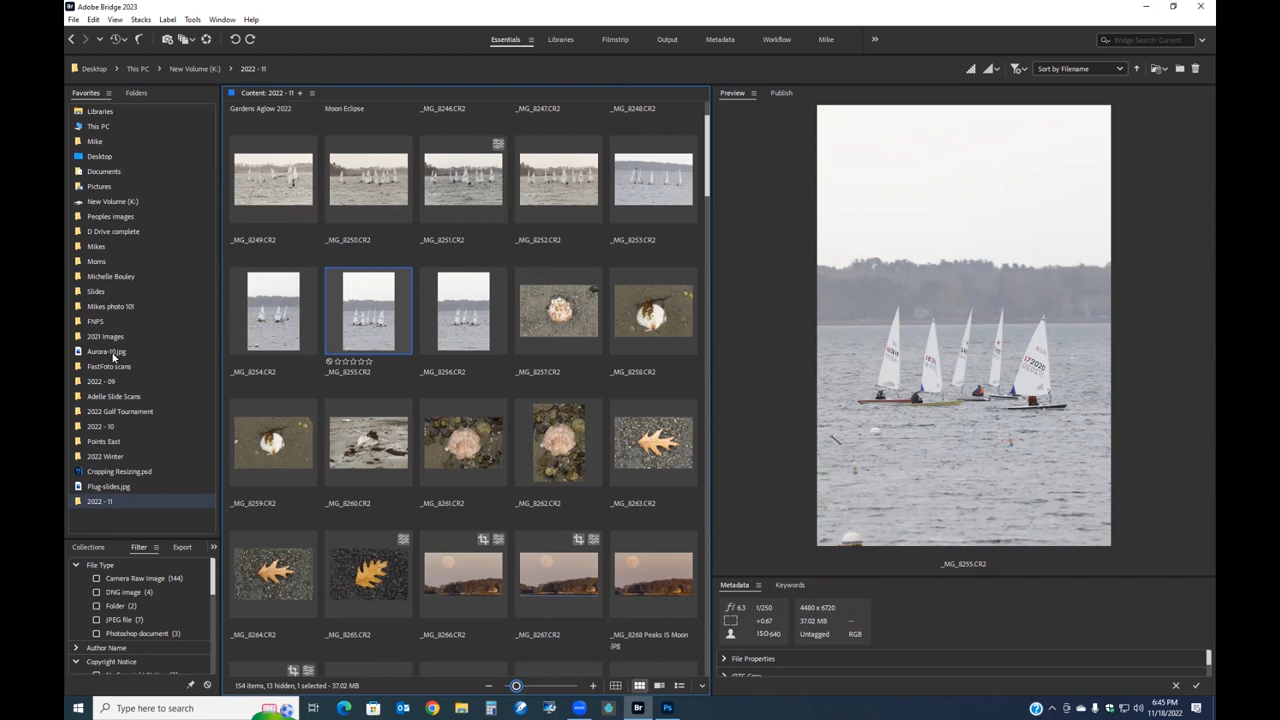 Adobe Bridge 2023
File Edit View Stacks Label Tools Window Help
Essentials Libraries Filmstrip Output Metadata Workflow Mike
Bridge Search: Current
Desktop This PC New Volume (K:) 2022 - 11
Sort by Filename
Favorites Folders
Libraries
This PC
Mike
Desktop
Documents
Pictures
New Volume (K:)
Peoples images
D Drive complete
Mikes
Moms
Michelle Bouley
Slides
Mikes photo 101
FNPS
2021 Images
Aurora-10.jpg
FastFoto scans
2022 - 09
Adelle Slide Scans
2022 Golf Tournament
2022 - 10
Points East
2022 Winter
Cropping Resizing.psd
Plug-slides.jpg
2022 - 11
Collections Filter Export
File Type
Camera Raw image (144)
DNG image (4)
Folder (2)
JPEG file (7)
Photoshop document (3)
Author Name
Copyright Notice
Content: 2022 - 11
Gardens Aglow 2022 Moon Eclipse _MG_8246.CR2 _MG_8247.CR2 _MG_8248.CR2
_MG_8249.CR2 _MG_8250.CR2 _MG_8251.CR2 _MG_8252.CR2 _MG_8253.CR2
_MG_8254.CR2 _MG_8255.CR2 _MG_8256.CR2 _MG_8257.CR2 _MG_8258.CR2
_MG_8259.CR2 _MG_8260.CR2 _MG_8261.CR2 _MG_8262.CR2 _MG_8263.CR2
_MG_8264.CR2 _MG_8265.CR2 _MG_8266.CR2 _MG_8267.CR2 _MG_8268 Peaks IS Moon
.jpg
154 items, 13 hidden, 1 selected - 37.02 MB
Preview Publish
172020
_MG_8255.CR2
Metadata Keywords
f/ 6.3 1/250
+0.67
ISO 640
4480 x 6720
37.02 MB --
Untagged RGB
File Properties
Type here to search
6:45 PM
11/18/2022